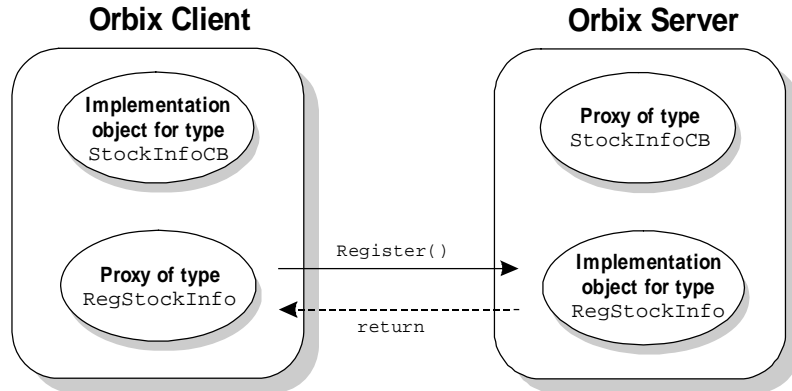 Orbix Client
Orbix Server
Implementation
object for type
StockInfoCB
Proxy of type
StockInfoCB
Proxy of type
RegStockInfo
Register()
return
Implementation
object for type
RegStockInfo